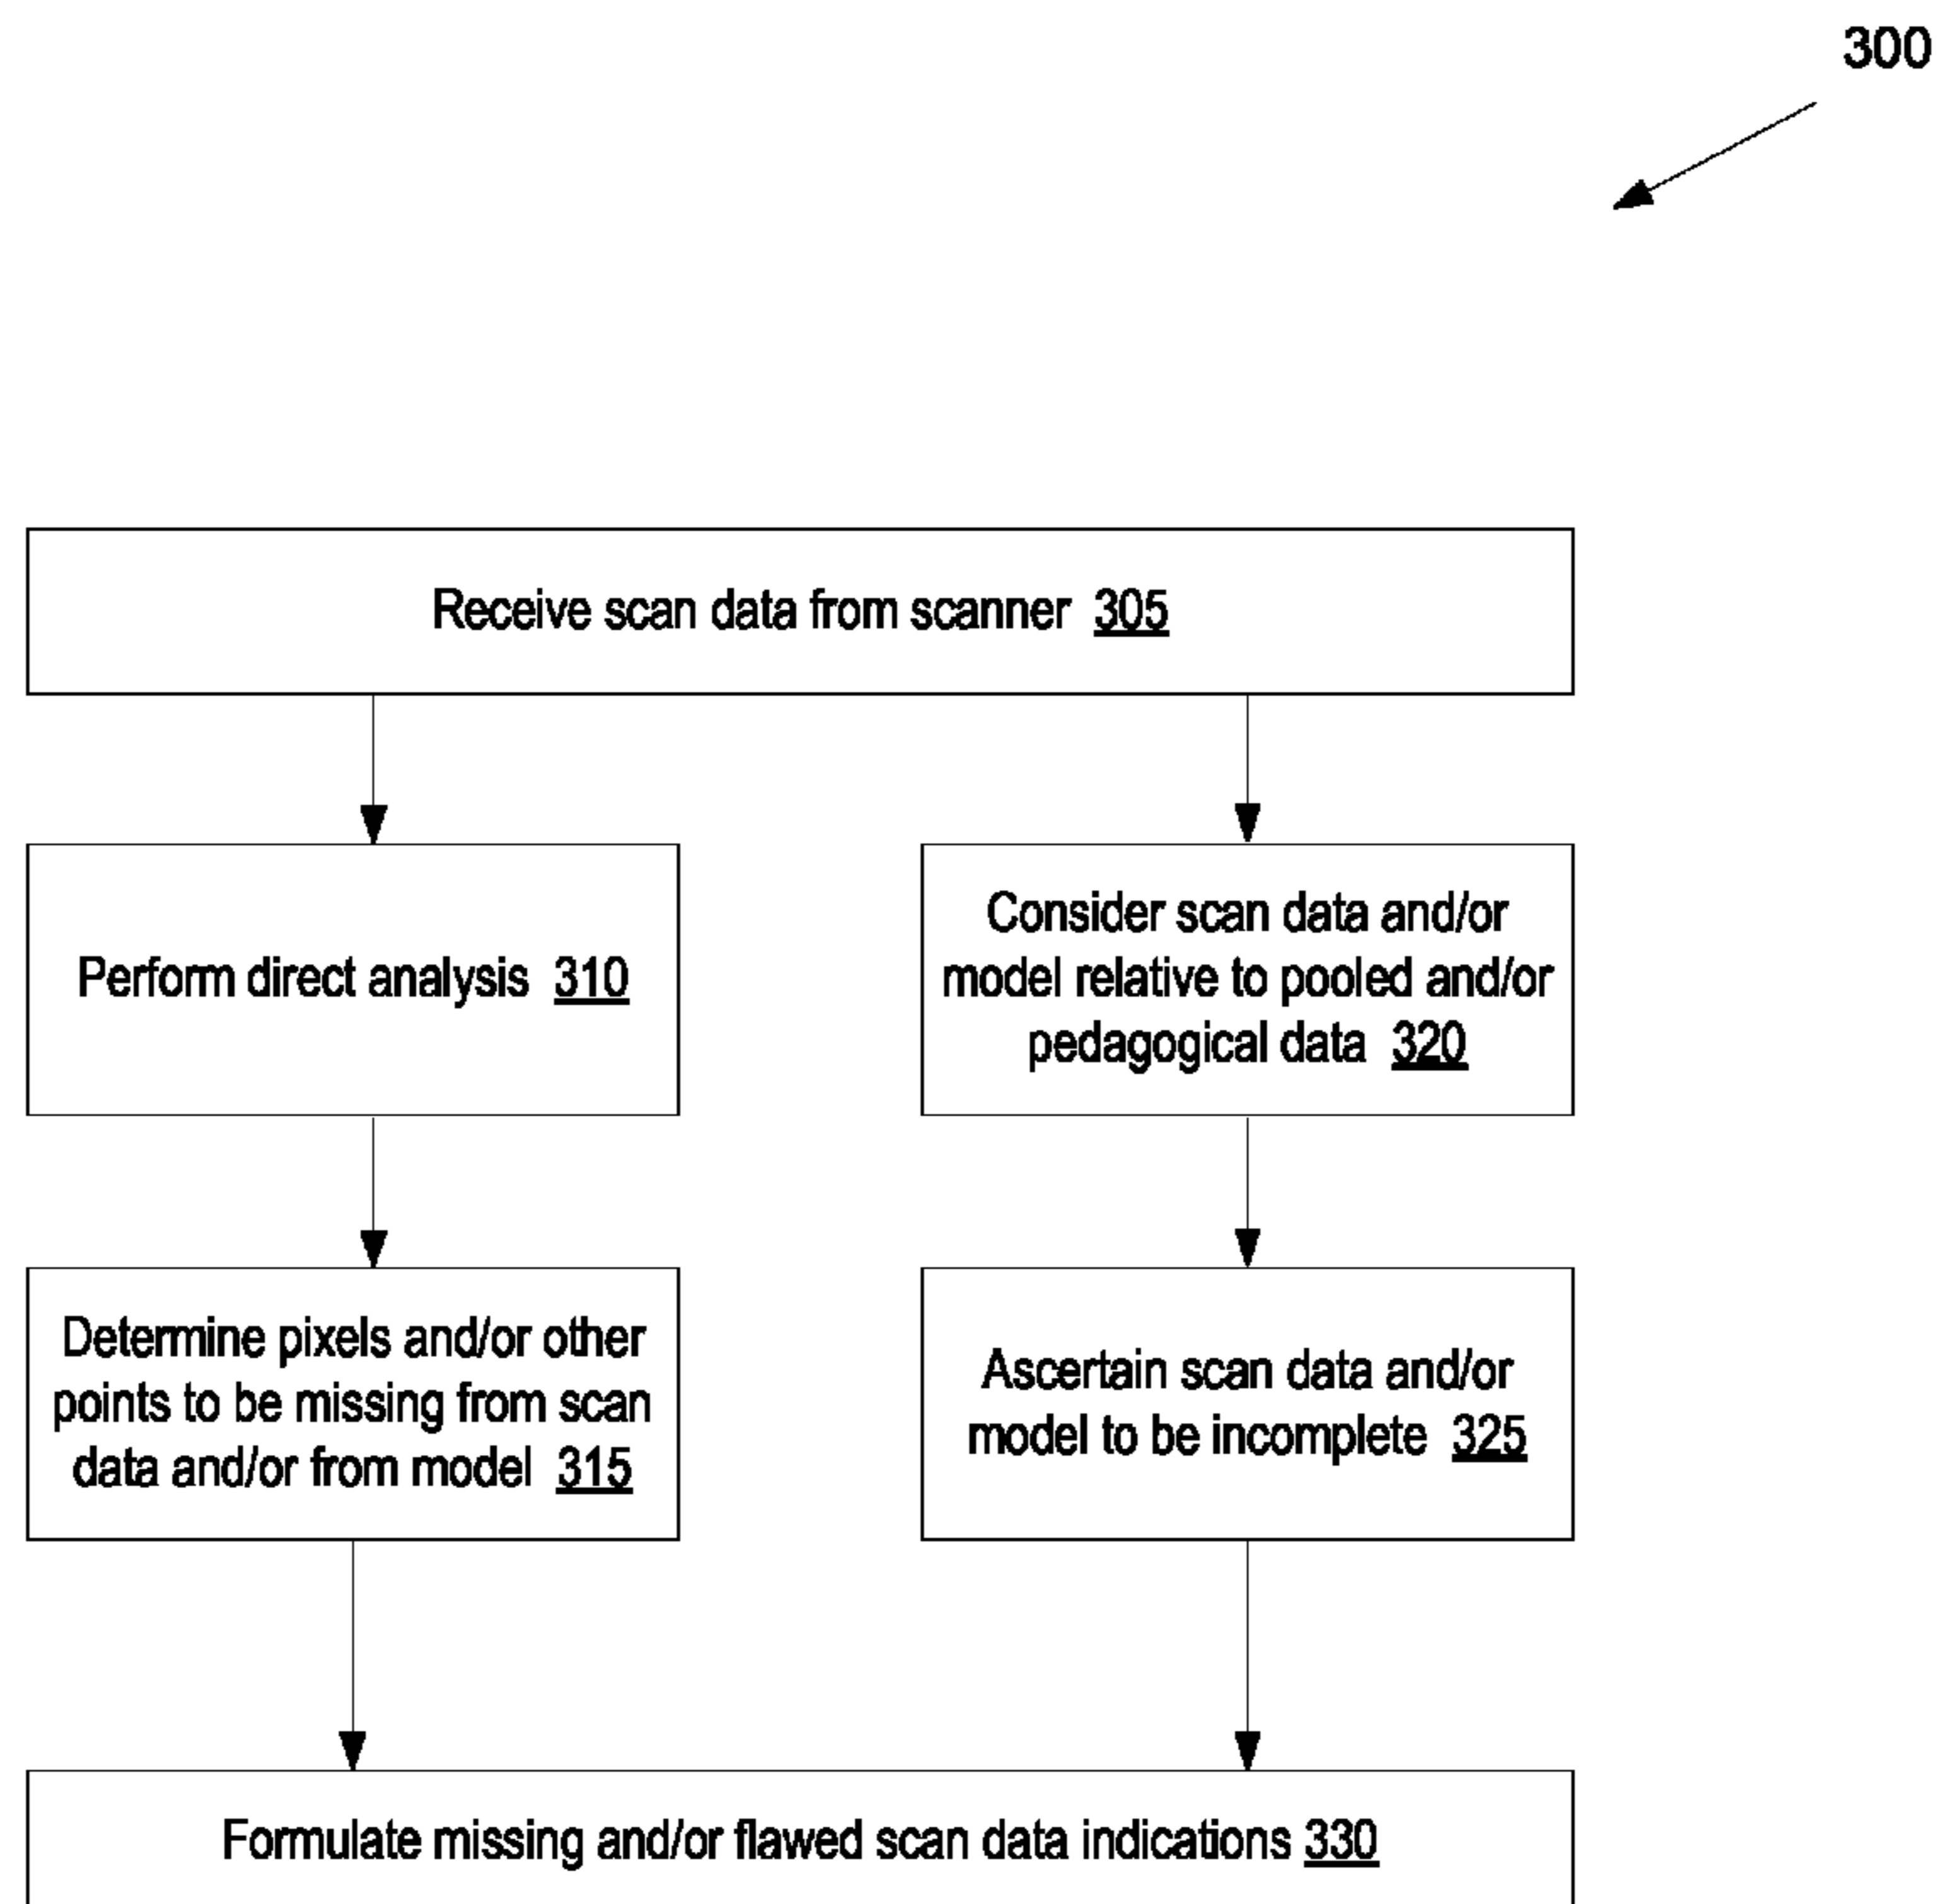 300
Receive scan data from scanner 305
Perform direct analysis 310
Consider scan data and/or
model relative to pooled and/or
pedagogical data 320
Determine pixels and/or other
points to be missing from scan
data and/or from model 315
Ascertain scan data and/or
model to be incomplete 325
Formulate missing and/or flawed scan data indications 330